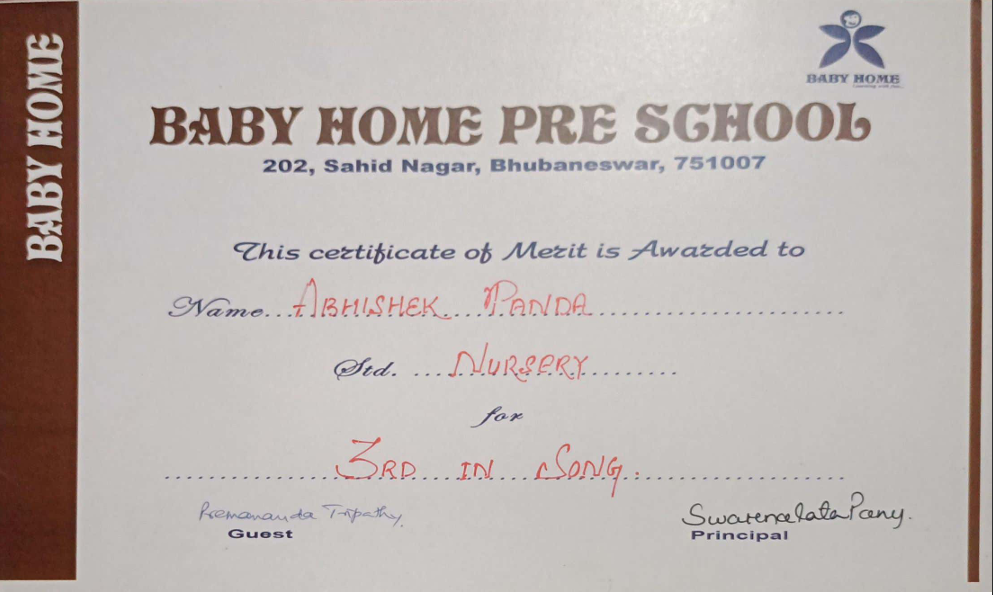 BABY HOME
BABY HOME
BABY HOME PRE SCHOOL
202, Sahid Nagar, Bhubaneswar, 751007
This certificate of Merit is Awarded to
Name...ABHISHEK....PANDA..........................
Std. ....NURSERY..........
for
....................3RD....IN....SONG.:......................
Premananda Tripathy
Guest
Swarnalata Pany.
Principal